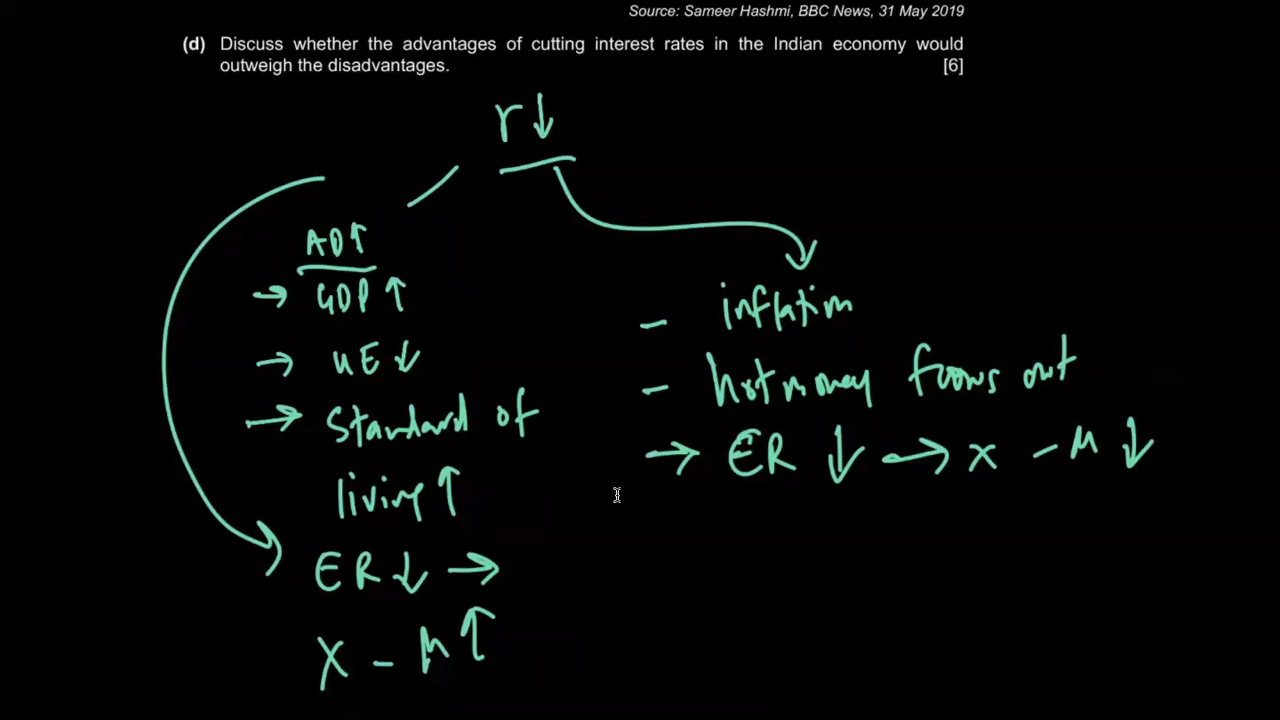 Source: Sameer Hashmi, BBC News, 31 May 2019
(d) Discuss whether the advantages of cutting interest rates in the Indian economy would
outweigh the disadvantages. [6]
r↓
AD↑
→ GDP ↑
→ UE ↓
→ Standard of
living ↑
ER ↓ →
X - M ↑
- inflation
- hot money flows out
→ ER ↓ → X - M ↓